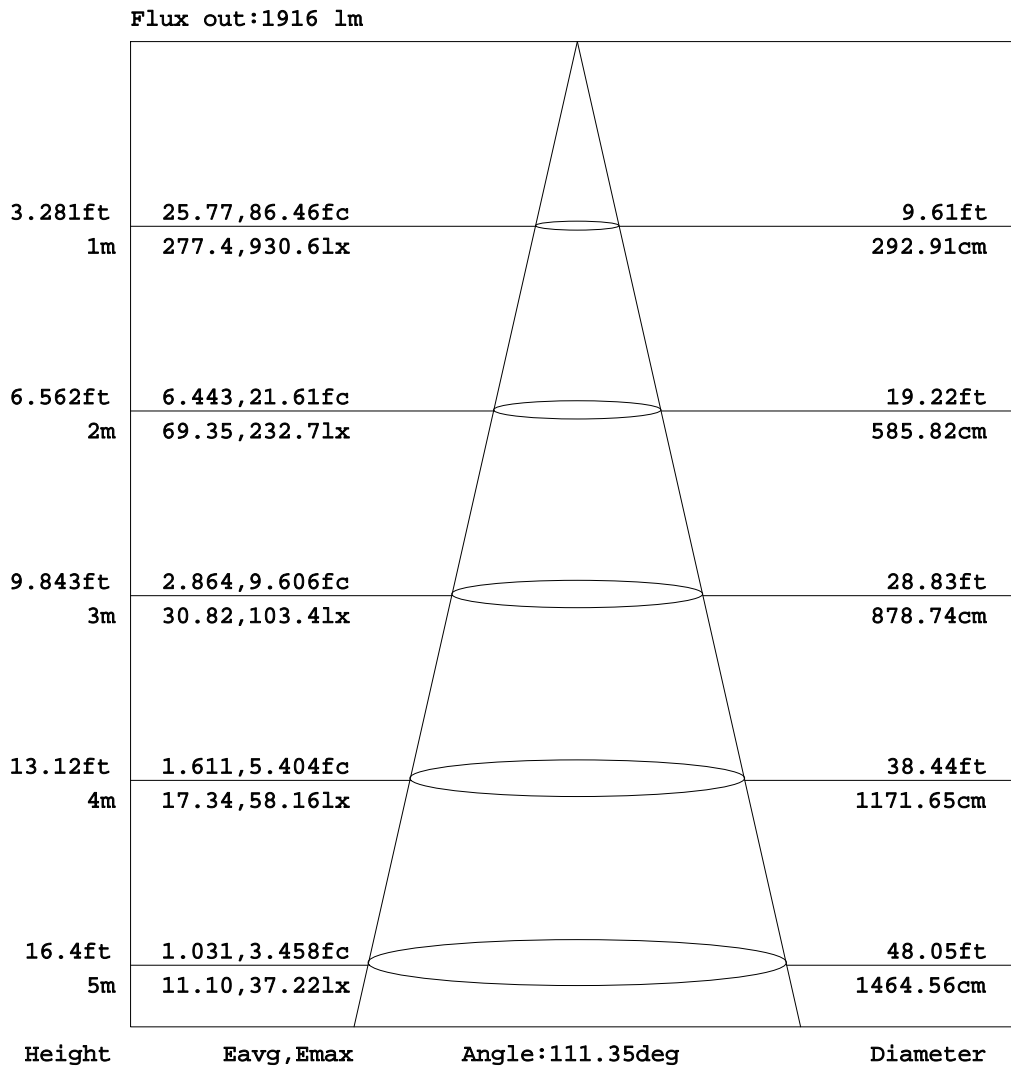 Flux out:1916 lm
3.281ft 25.77,86.46fc 9.61ft
1m 277.4,930.6lx 292.91cm
6.562ft 6.443,21.61fc 19.22ft
2m 69.35,232.7lx 585.82cm
9.843ft 2.864,9.606fc 28.83ft
3m 30.82,103.4lx 878.74cm
13.12ft 1.611,5.404fc 38.44ft
4m 17.34,58.16lx 1171.65cm
16.4ft 1.031,3.458fc 48.05ft
5m 11.10,37.22lx 1464.56cm
Height Eavg,Emax Angle:111.35deg Diameter